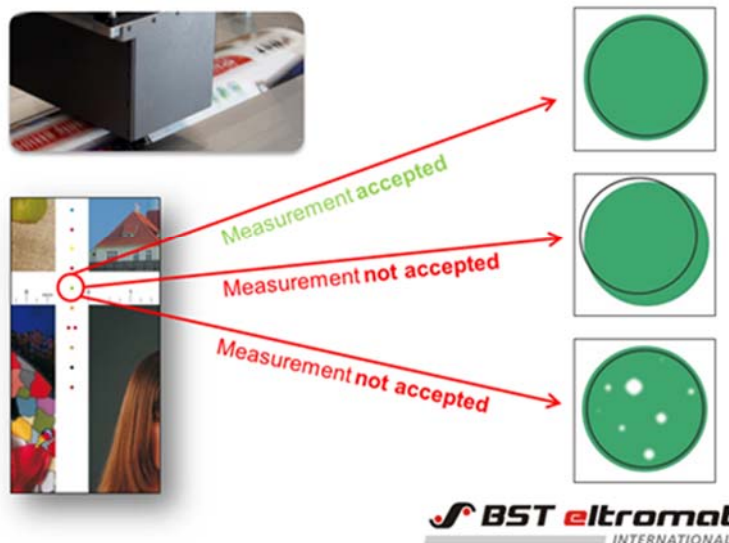 Measurement accepted
Measurement not accepted
Measurement not accepted
BST eltromat
INTERNATIONAL